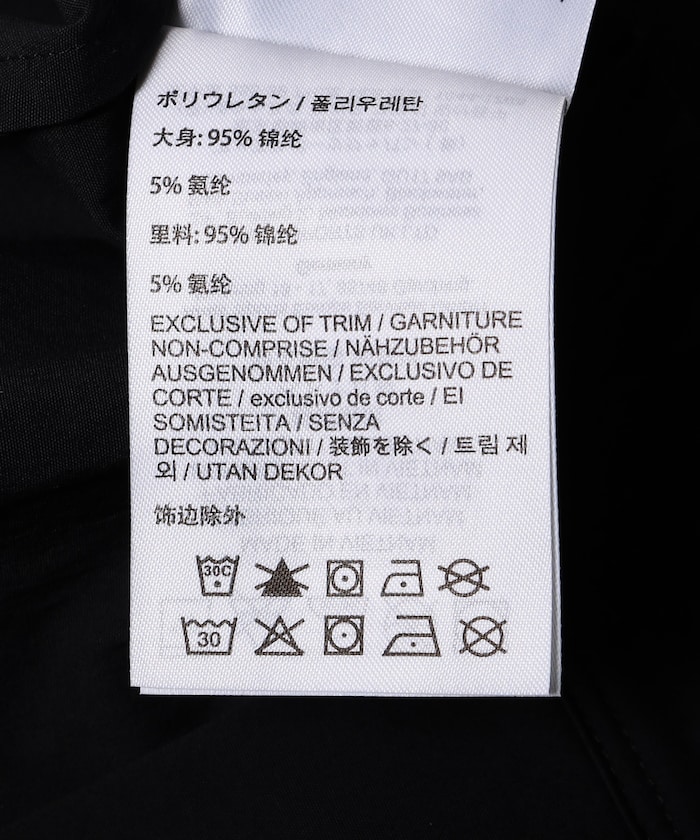 ポリウレタン / 폴리우레탄
大身: 95% 锦纶
5% 氨纶
里料: 95% 锦纶
5% 氨纶
EXCLUSIVE OF TRIM / GARNITURE
NON-COMPRISE / NÄHZUBEHÖR
AUSGENOMMEN / EXCLUSIVO DE
CORTE / exclusivo de corte / EI
SOMISTEITA / SENZA
DECORAZIONI / 装飾を除く / 트림 제
외 / UTAN DEKOR
饰边除外
30C
30